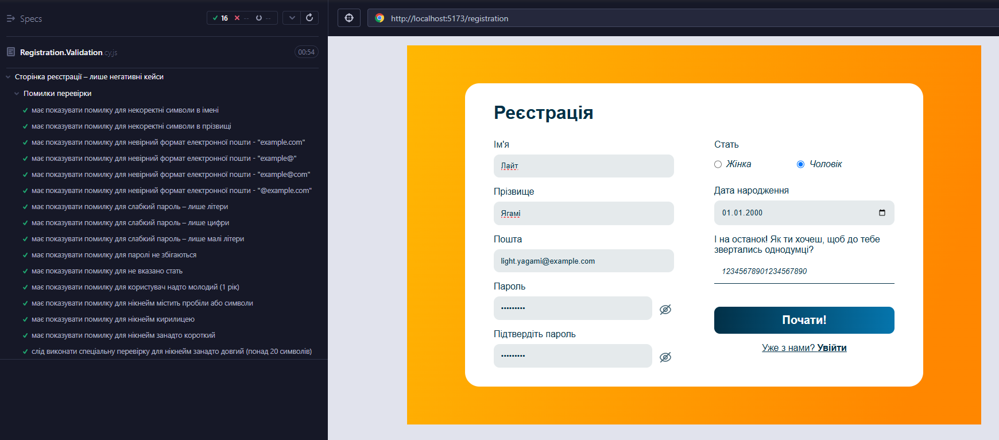 Specs
16 -- --
http://localhost:5173/registration
Registration.Validation.cy.js
00:54
Сторінка реєстрації – лише негативні кейси
Помилки перевірки
має показувати помилку для некоректні символи в імені
має показувати помилку для некоректні символи в прізвищі
має показувати помилку для невірний формат електронної пошти - "example.com"
має показувати помилку для невірний формат електронної пошти - "example@"
має показувати помилку для невірний формат електронної пошти - "example@com"
має показувати помилку для невірний формат електронної пошти - "@example.com"
має показувати помилку для слабкий пароль – лише літери
має показувати помилку для слабкий пароль – лише цифри
має показувати помилку для слабкий пароль – лише малі літери
має показувати помилку для паролі не збігаються
має показувати помилку для не вказано стать
має показувати помилку для користувач надто молодий (1 рік)
має показувати помилку для нікнейм містить пробіли або символи
має показувати помилку для нікнейм кирилицею
має показувати помилку для нікнейм занадто короткий
слід виконати спеціальну перевірку для нікнейм занадто довгий (понад 20 символів)
Реєстрація
Ім'я
Лайт
Прізвище
Ягамі
Пошта
light.yagami@example.com
Пароль
•••••••••
Підтвердіть пароль
•••••••••
Стать
Жінка
Чоловік
Дата народження
01.01.2000
І на останок! Як ти хочеш, щоб до тебе
звертались однодумці?
12345678901234567890
Почати!
Уже з нами? Увійти